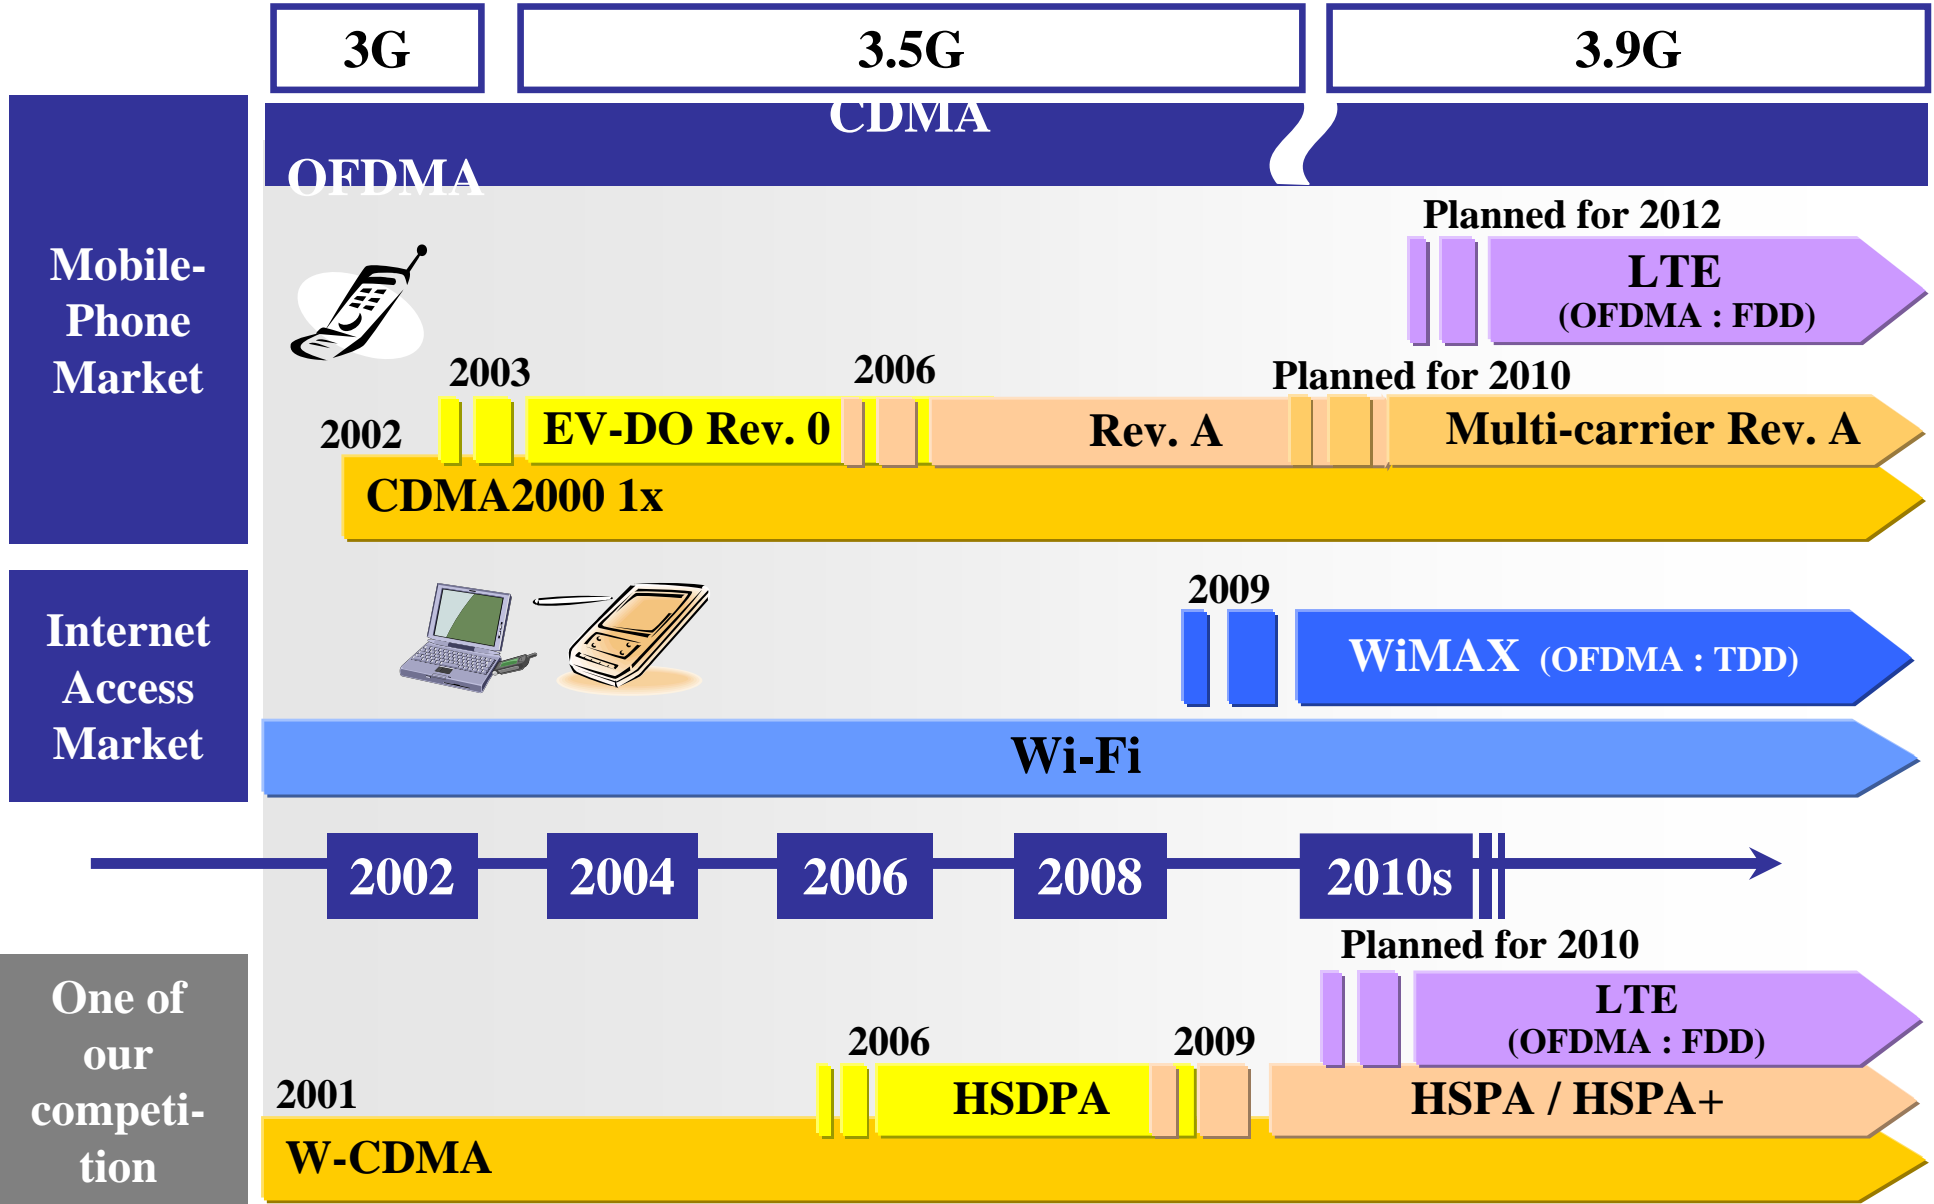 3G
3.5G
3.9G
CDMA
OFDMA
Mobile-
Phone
Market
Planned for 2012
LTE
(OFDMA : FDD)
2003
2006
Planned for 2010
2002
EV-DO Rev. 0
Rev. A
Multi-carrier Rev. A
CDMA2000 1x
Internet
Access
Market
2009
WiMAX (OFDMA : TDD)
Wi-Fi
2002
2004
2006
2008
2010s
One of
our
competi-
tion
Planned for 2010
LTE
(OFDMA : FDD)
2006
2009
2001
HSDPA
HSPA / HSPA+
W-CDMA